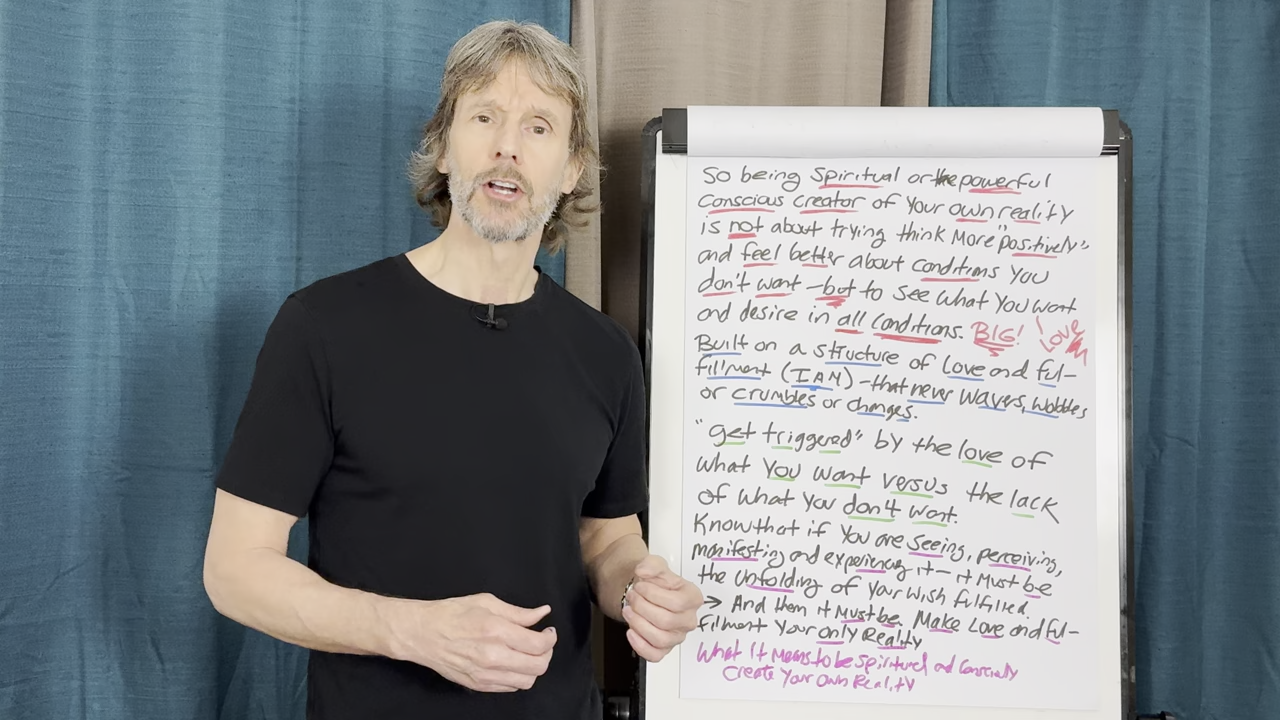 So being Spiritual or the powerful
conscious creator of your own reality
is not about trying think more "positively"
and feel better about conditions you
don't want - but to see what you want
and desire in all conditions. BIG! Love
Built on a structure of Love and ful-
fillment (I AM) - that never wavers, wobbles
or crumbles or changes.
"get triggered" by the love of
what you want versus the lack
of what you don't want.
Know that if you are seeing, perceiving,
manifesting and experiencing it - it must be
the unfolding of your wish fulfilled.
→ And then it must be. Make Love and ful-
fillment your only Reality
What it means to be spiritual and consciously
create your own Reality